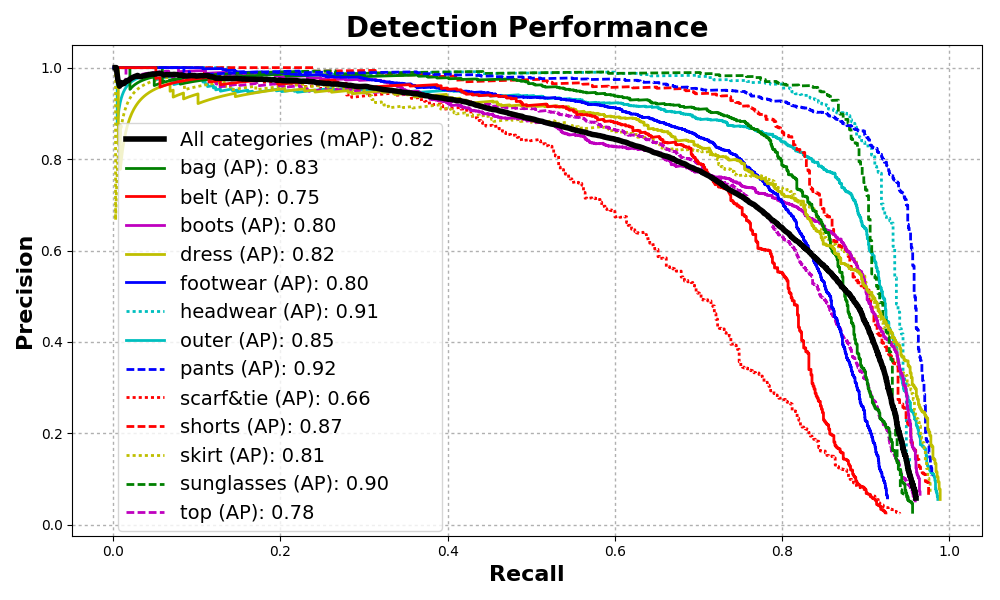 Detection Performance
Precision
1.0
0.8
0.6
0.4
0.2
0.0
All categories (mAP): 0.82
bag (AP): 0.83
belt (AP): 0.75
boots (AP): 0.80
dress (AP): 0.82
footwear (AP): 0.80
headwear (AP): 0.91
outer (AP): 0.85
pants (AP): 0.92
scarf&tie (AP): 0.66
shorts (AP): 0.87
skirt (AP): 0.81
sunglasses (AP): 0.90
top (AP): 0.78
0.0 0.2 0.4 0.6 0.8 1.0
Recall